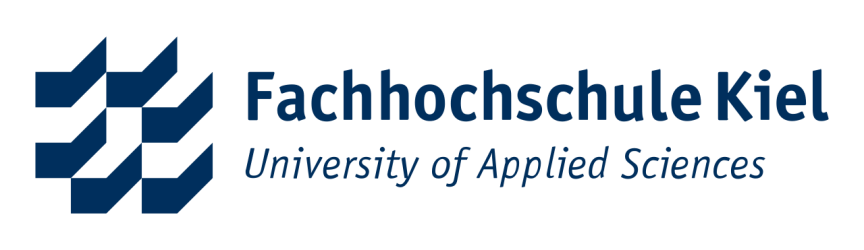 Fachhochschule Kiel
University of Applied Sciences